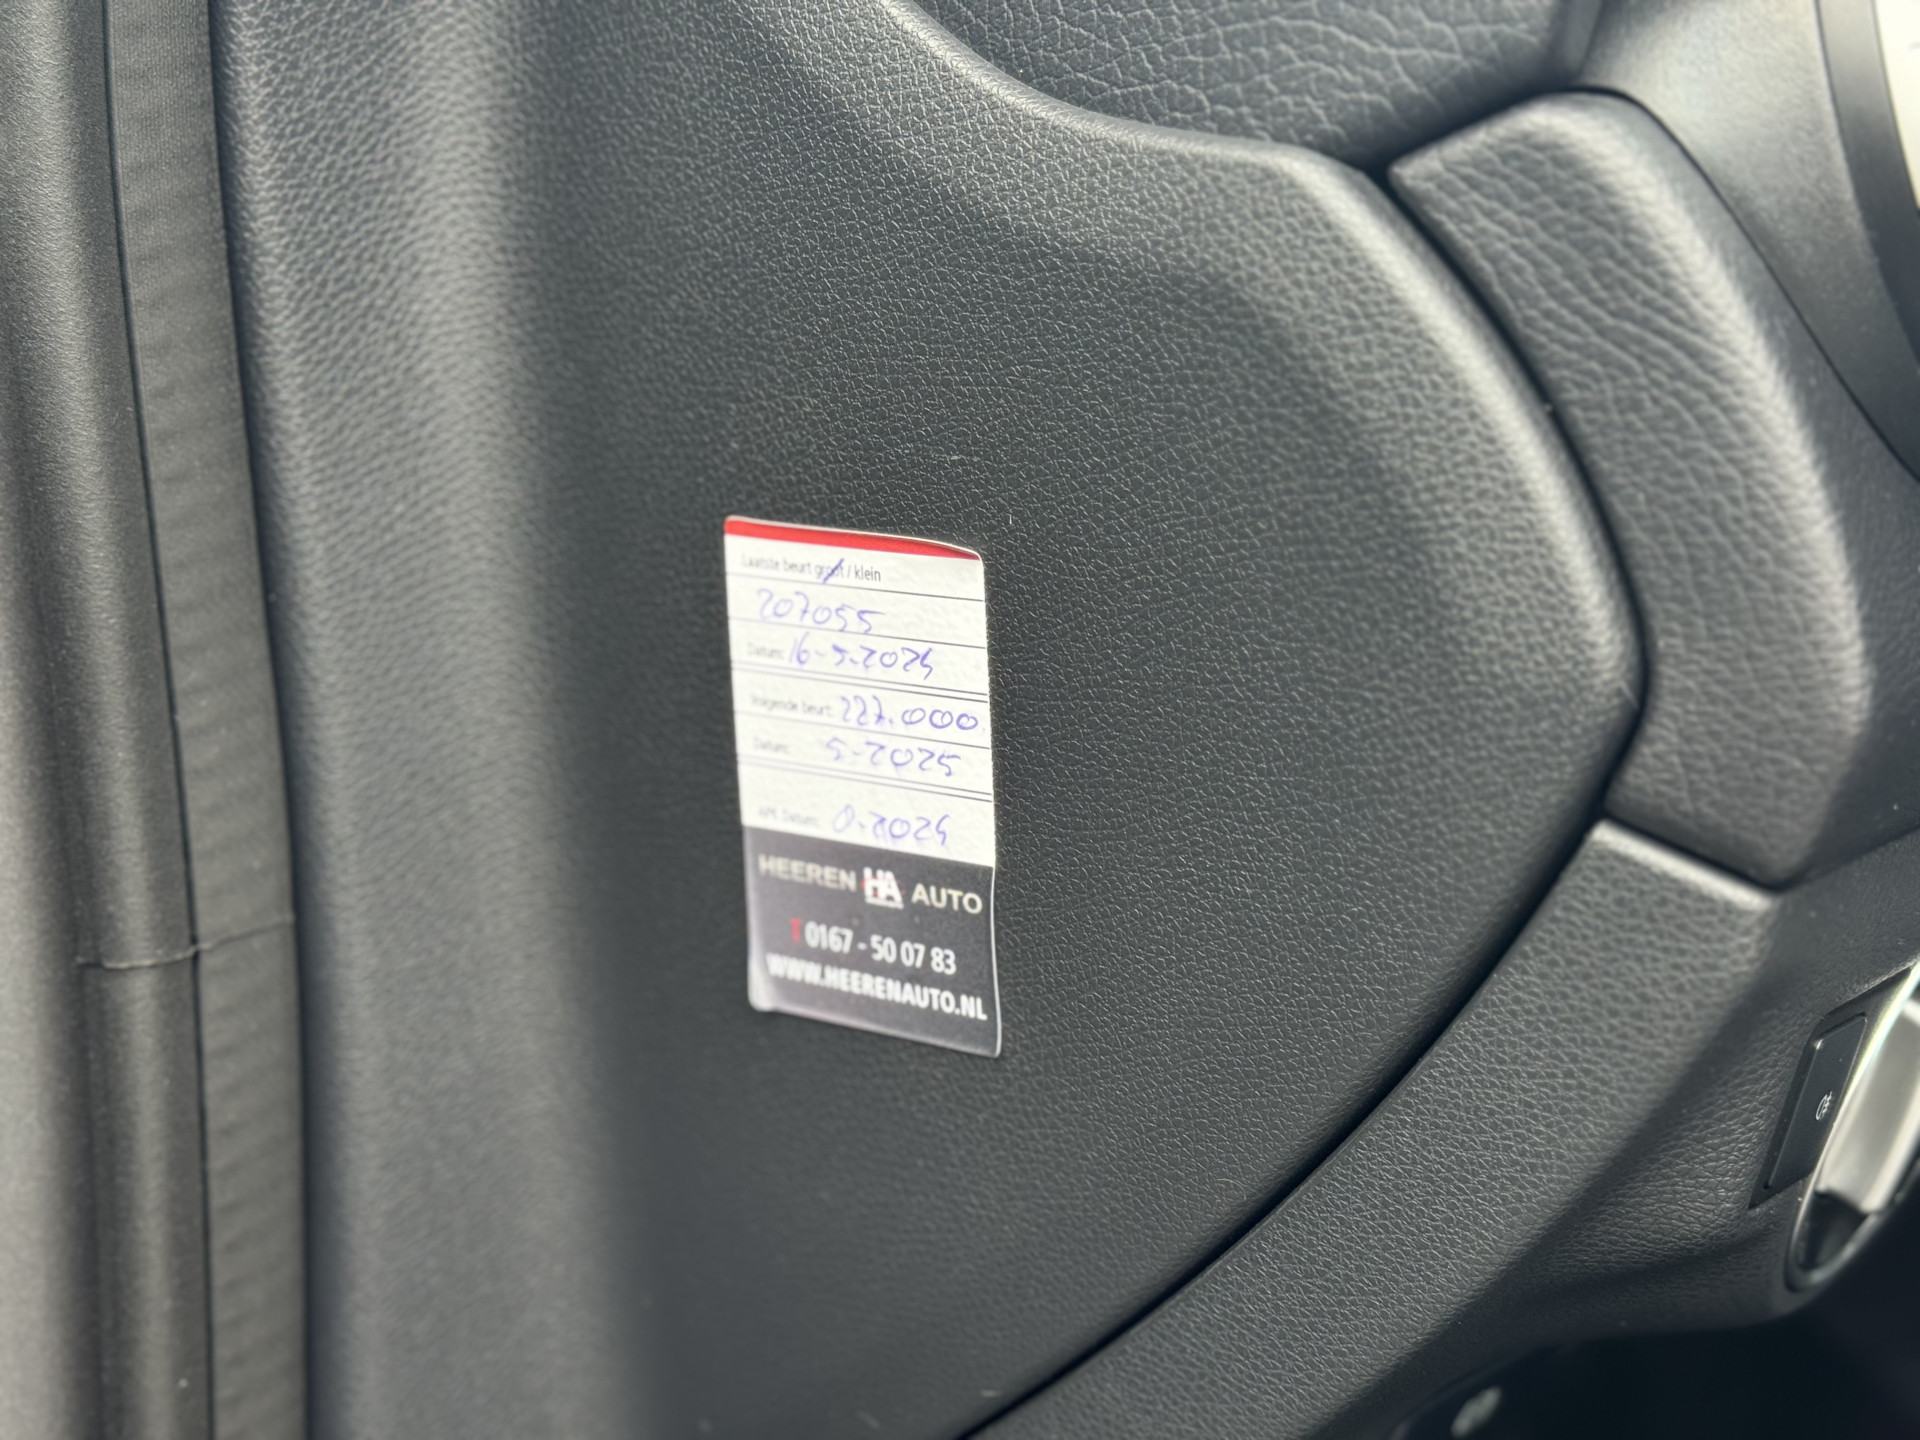 Laatste beurt groot / klein
207055
Datum: 16-5-2024
Volgende beurt: 227.000
Datum: 5-2025
APK Datum: 0-2024
HEEREN HA AUTO
T 0167 - 50 07 83
WWW.HEERENAUTO.NL